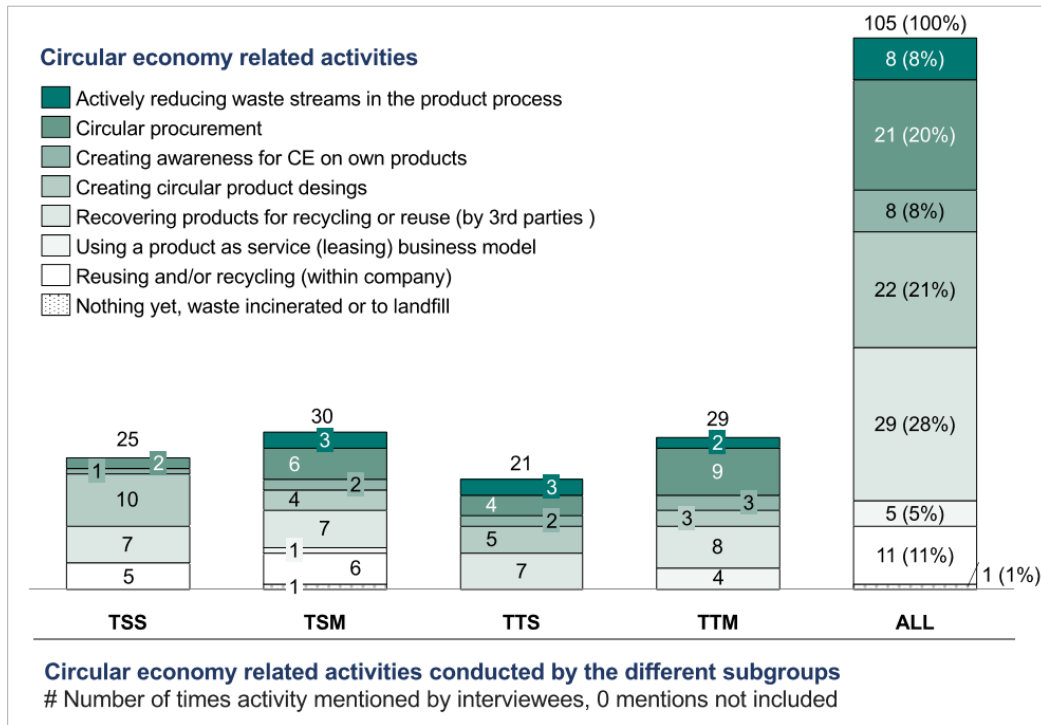 105 (100%)
Circular economy related activities
Actively reducing waste streams in the product process
Circular procurement
Creating awareness for CE on own products
Creating circular product desings
Recovering products for recycling or reuse (by 3rd parties )
Using a product as service (leasing) business model
Reusing and/or recycling (within company)
Nothing yet, waste incinerated or to landfill
8 (8%)
21 (20%)
8 (8%)
22 (21%)
29 (28%)
5 (5%)
11 (11%)
1 (1%)
25
2
1
10
7
5
30
3
6
2
4
7
1
6
1
21
3
4
2
5
7
29
2
9
3
3
8
4
TSS
TSM
TTS
TTM
ALL
Circular economy related activities conducted by the different subgroups
# Number of times activity mentioned by interviewees, 0 mentions not included